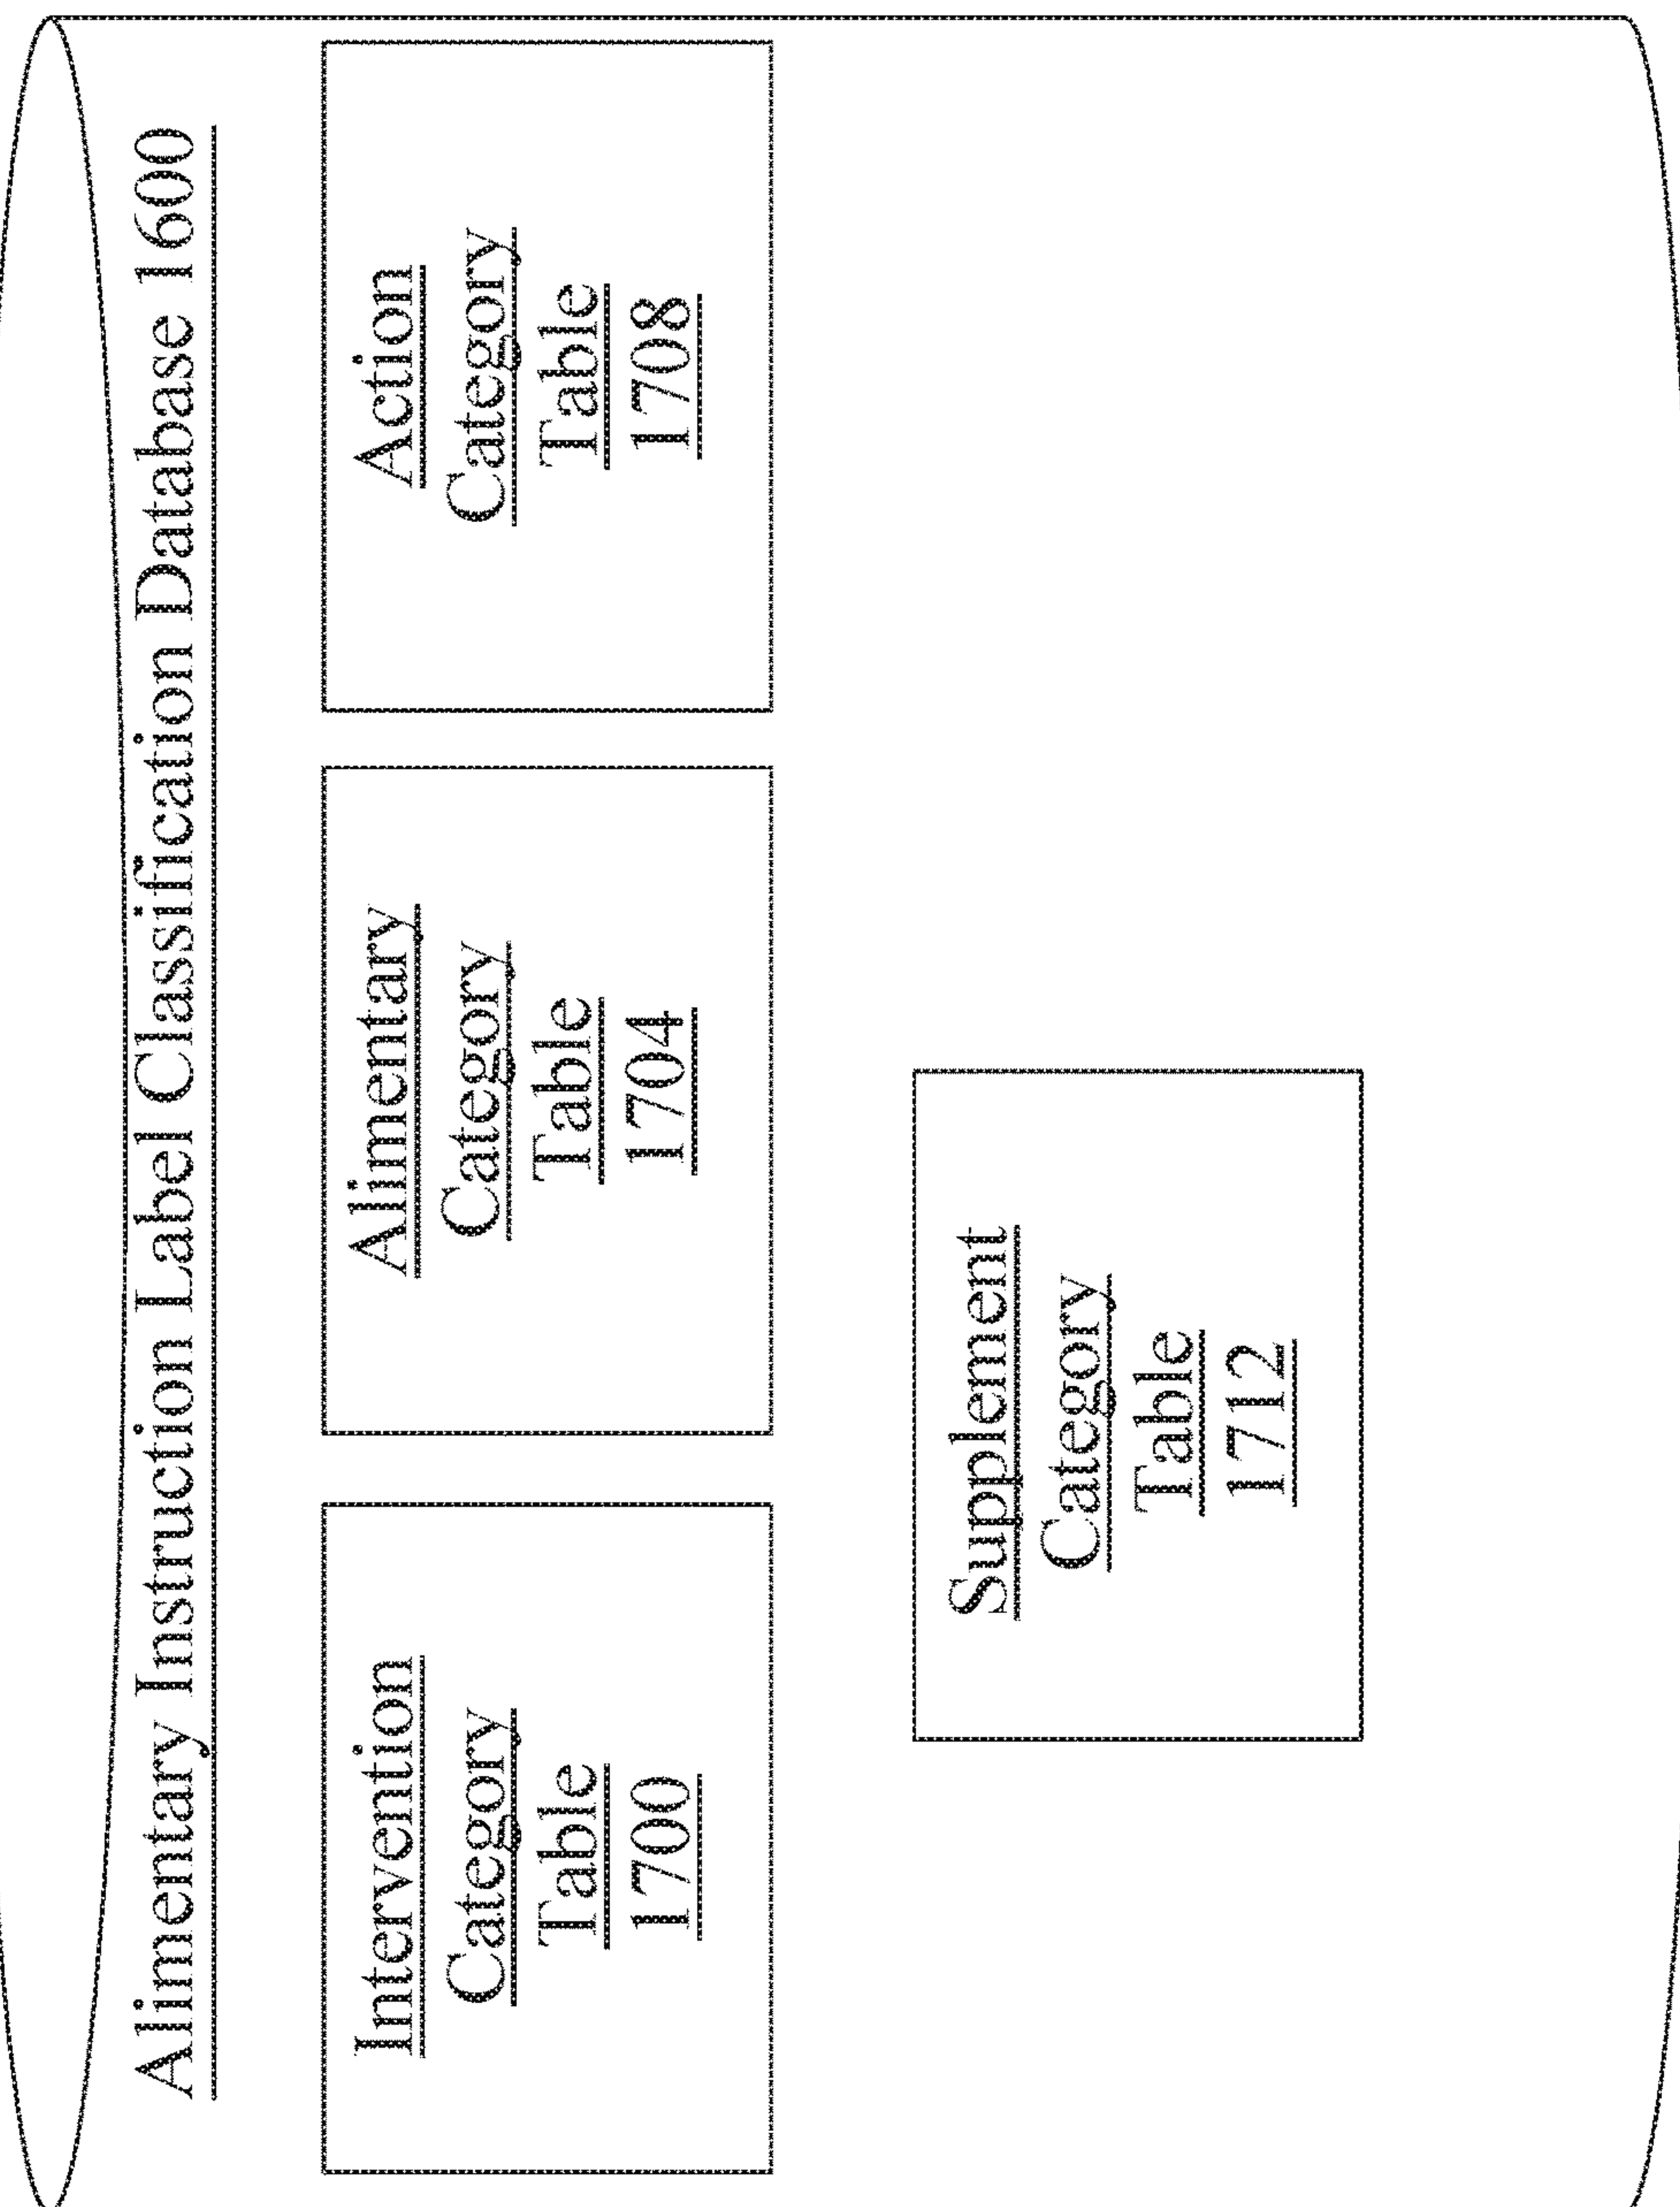 Alimentary Instruction Label Classification Database 1600
Intervention
Category
Table
1700
Alimentary
Category
Table
1704
Action
Category
Table
1708
Supplement
Category
Table
1712